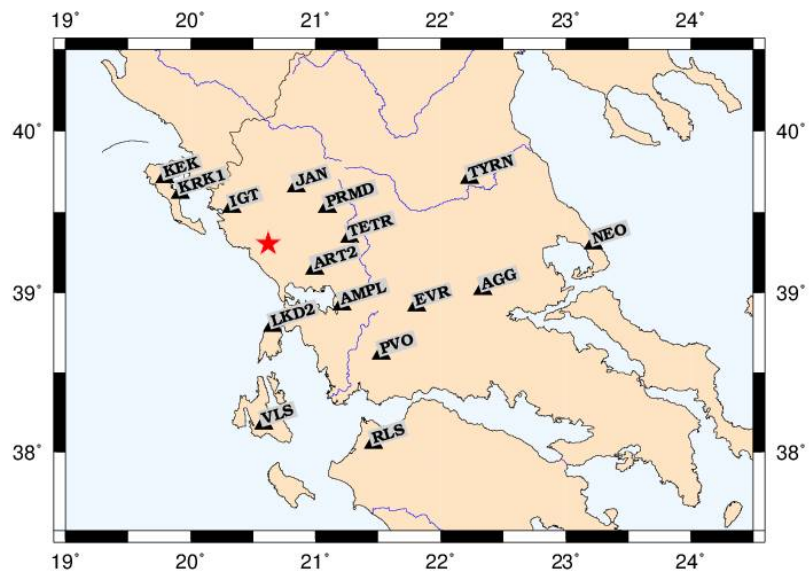 19° 20° 21° 22° 23° 24°
40° 40°
KEK
KRK1
IGT
JAN
PRMD
TYRN
TETR
NEO
ART2
39° 39°
AMPL
EVR
AGG
LKD2
PVO
VLS
RLS
38° 38°
19° 20° 21° 22° 23° 24°